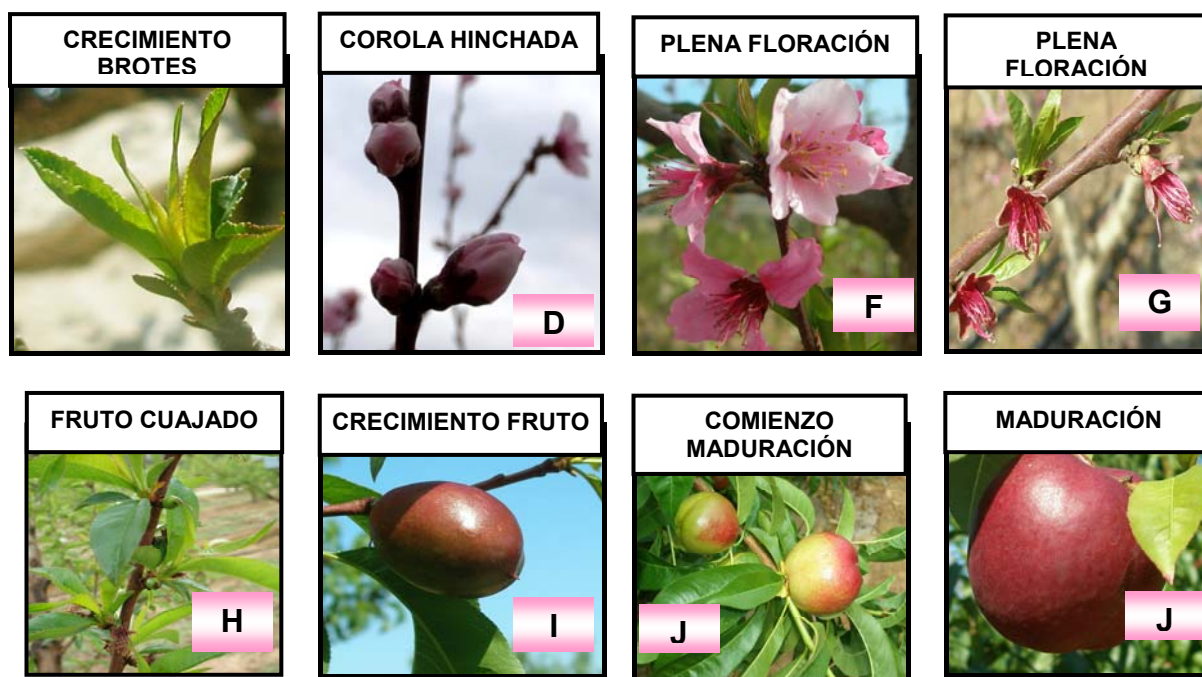 CRECIMIENTO
BROTES
COROLA HINCHADA
D
PLENA FLORACIÓN
F
PLENA
FLORACIÓN
G
FRUTO CUAJADO
H
CRECIMIENTO FRUTO
I
COMIENZO
MADURACIÓN
J
MADURACIÓN
J